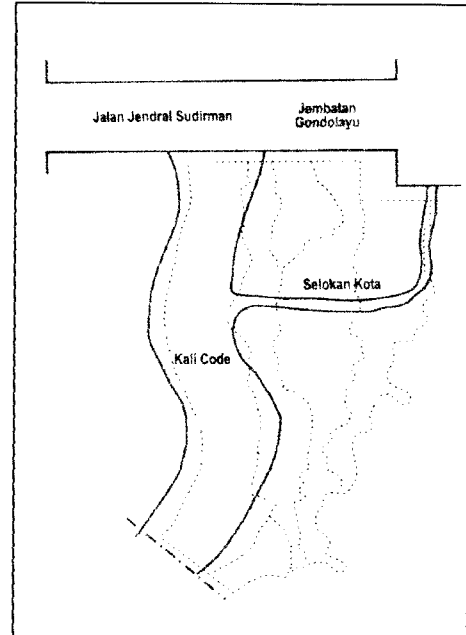 Jalan Jendral Sudirman
Jembatan
Gondolayu
Selokan Kota
Kali Code